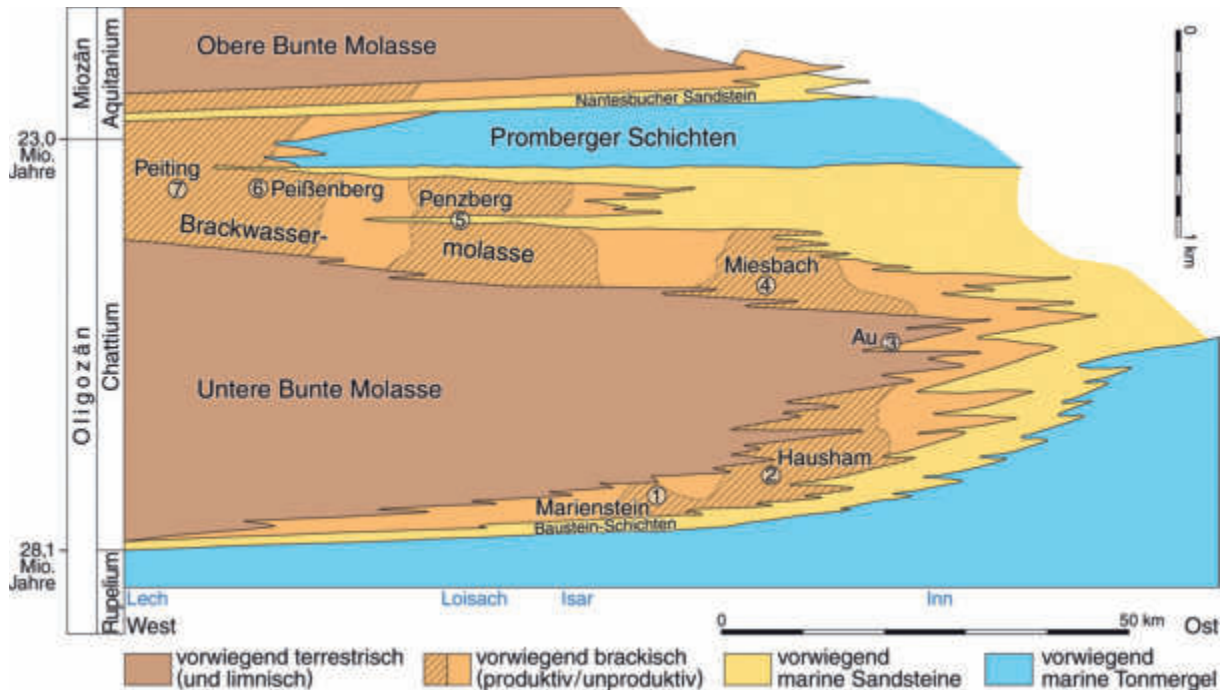 Obere Bunte Molasse
Nantesbucher Sandstein
Promberger Schichten
Peiting
7
6 Peißenberg
Penzberg
5
Brackwasser-
molasse
Miesbach
4
Au 3
Untere Bunte Molasse
Hausham
2
1
Marienstein
Baustein-Schichten
Miozän
Aquitanium
23,0
Mio.
Jahre
Oligozän
Chattium
28,1
Mio.
Jahre
Rupelium
0
1 km
Lech
Loisach
Isar
Inn
West
0
50 km
Ost
vorwiegend terrestrisch
(und limnisch)
vorwiegend brackisch
(produktiv/unproduktiv)
vorwiegend
marine Sandsteine
vorwiegend
marine Tonmergel